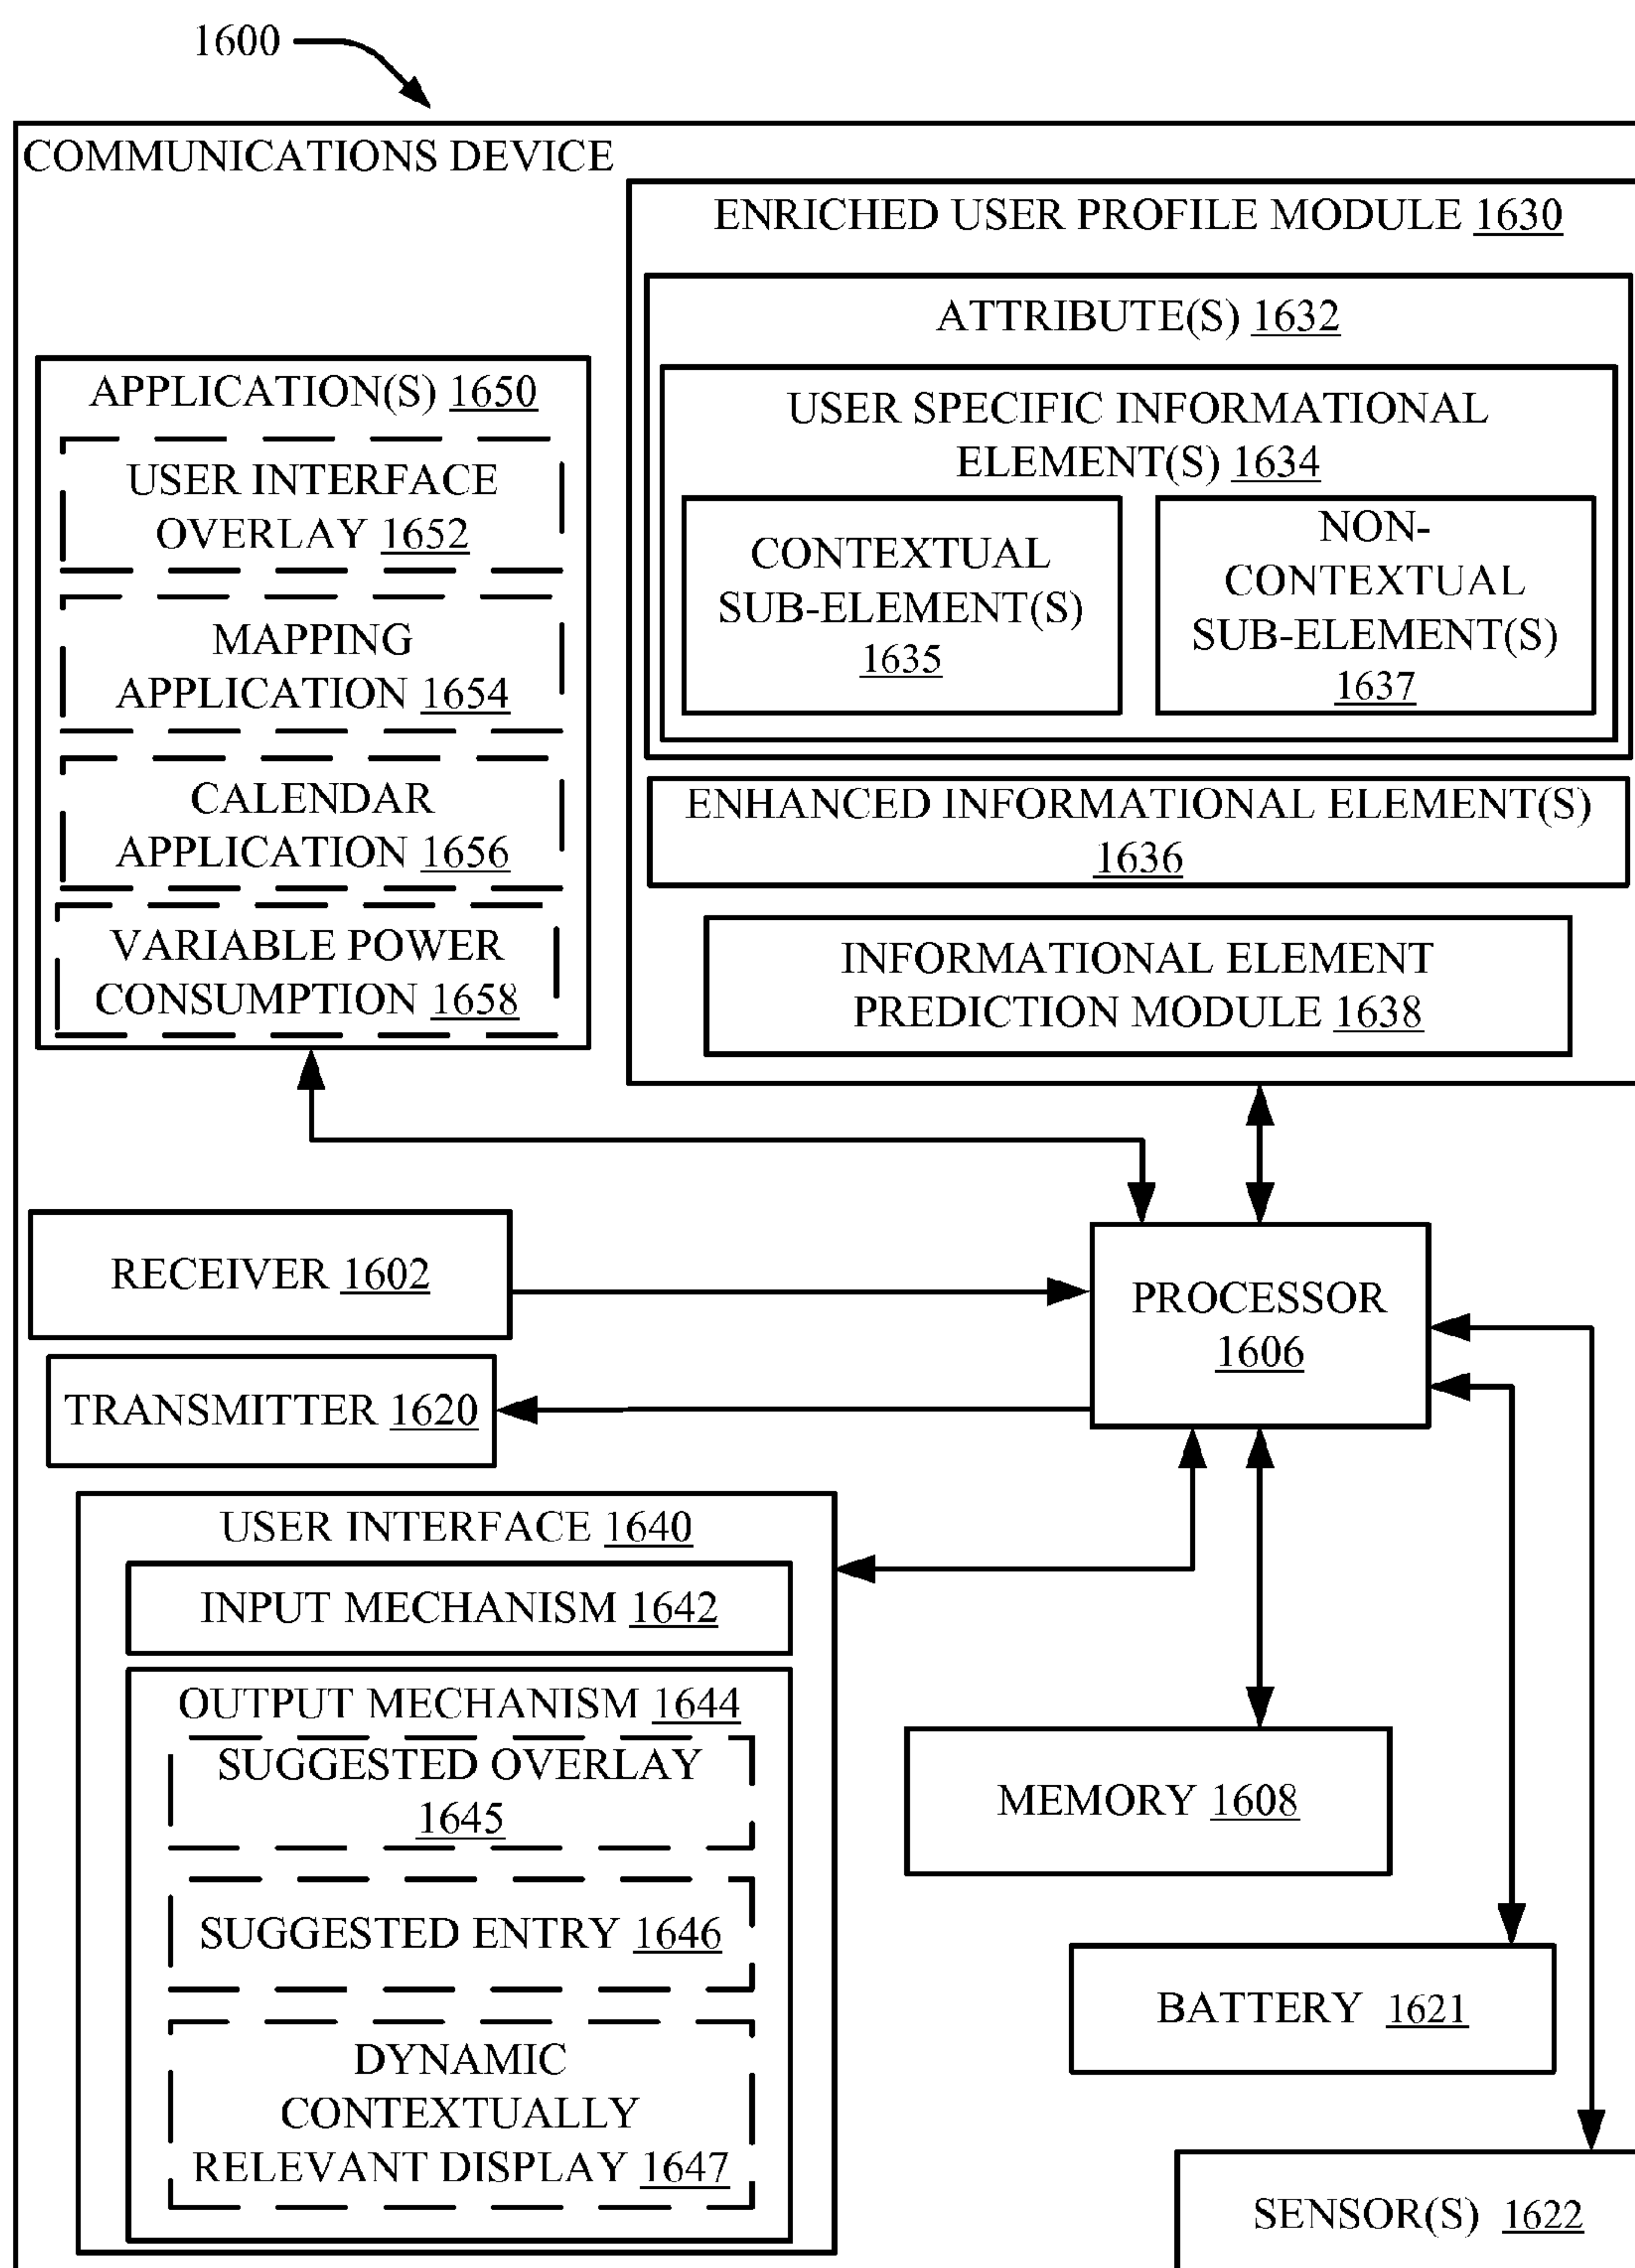 1600
COMMUNICATIONS DEVICE
ENRICHED USER PROFILE MODULE 1630
ATTRIBUTE(S) 1632
USER SPECIFIC INFORMATIONAL
ELEMENT(S) 1634
CONTEXTUAL
SUB-ELEMENT(S)
1635
NON-
CONTEXTUAL
SUB-ELEMENT(S)
1637
ENHANCED INFORMATIONAL ELEMENT(S)
1636
INFORMATIONAL ELEMENT
PREDICTION MODULE 1638
APPLICATION(S) 1650
USER INTERFACE
OVERLAY 1652
MAPPING
APPLICATION 1654
CALENDAR
APPLICATION 1656
VARIABLE POWER
CONSUMPTION 1658
RECEIVER 1602
PROCESSOR
1606
TRANSMITTER 1620
USER INTERFACE 1640
INPUT MECHANISM 1642
OUTPUT MECHANISM 1644
SUGGESTED OVERLAY
1645
SUGGESTED ENTRY 1646
DYNAMIC
CONTEXTUALLY
RELEVANT DISPLAY 1647
MEMORY 1608
BATTERY 1621
SENSOR(S) 1622